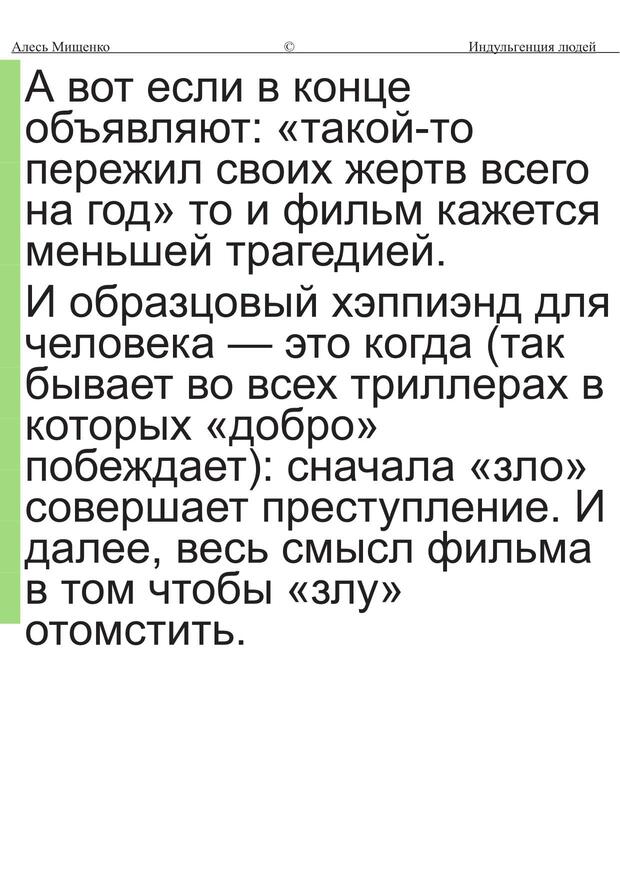 Алесь Мищенко © Индульгенция людей
А вот если в конце
объявляют: «такой-то
пережил своих жертв всего
на год» то и фильм кажется
меньшей трагедией.
И образцовый хэппиэнд для
человека — это когда (так
бывает во всех триллерах в
которых «добро»
побеждает): сначала «зло»
совершает преступление. И
далее, весь смысл фильма
в том чтобы «злу»
отомстить.